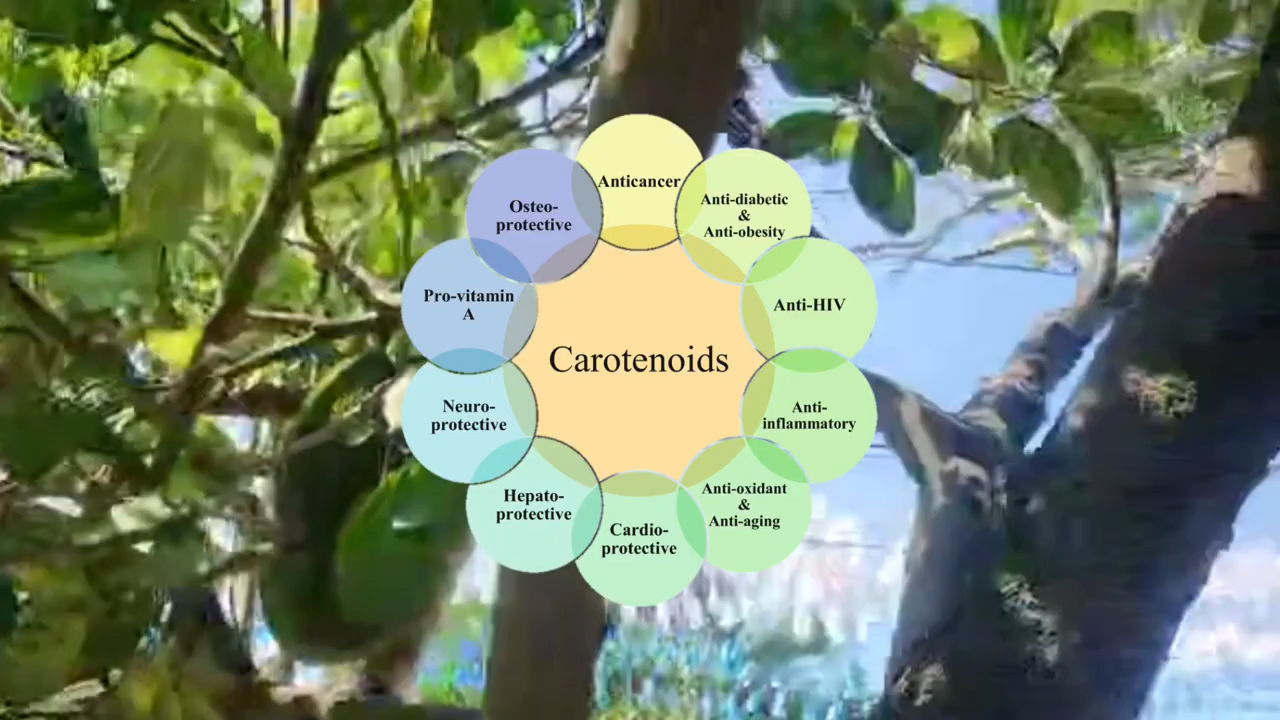 Anticancer
Anti-diabetic
&
Anti-obesity
Anti-HIV
Anti-
inflammatory
Anti-oxidant
&
Anti-aging
Cardio-
protective
Hepato-
protective
Neuro-
protective
Pro-vitamin
A
Osteo-
protective
Carotenoids